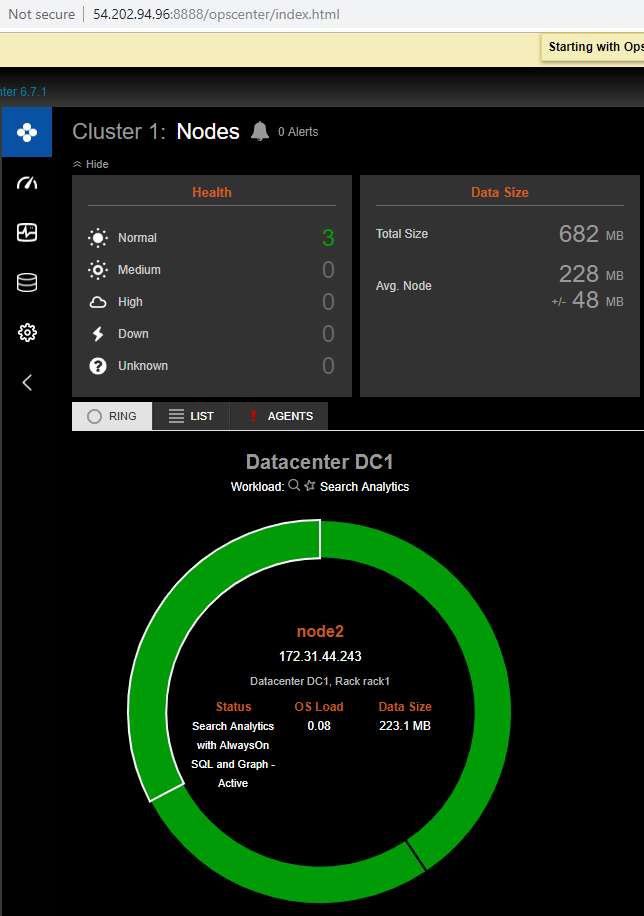 Not secure 54.202.94.96:8888/opscenter/index.html
Starting with Ops
nter 6.7.1
Cluster 1: Nodes 0 Alerts
Hide
Health
Normal 3
Medium 0
High 0
Down 0
Unknown 0
Data Size
Total Size 682 MB
Avg. Node 228 MB
+/- 48 MB
RING LIST AGENTS
Datacenter DC1
Workload: Search Analytics
node2
172.31.44.243
Datacenter DC1, Rack rack1
Status OS Load Data Size
Search Analytics 0.08 223.1 MB
with AlwaysOn
SQL and Graph -
Active